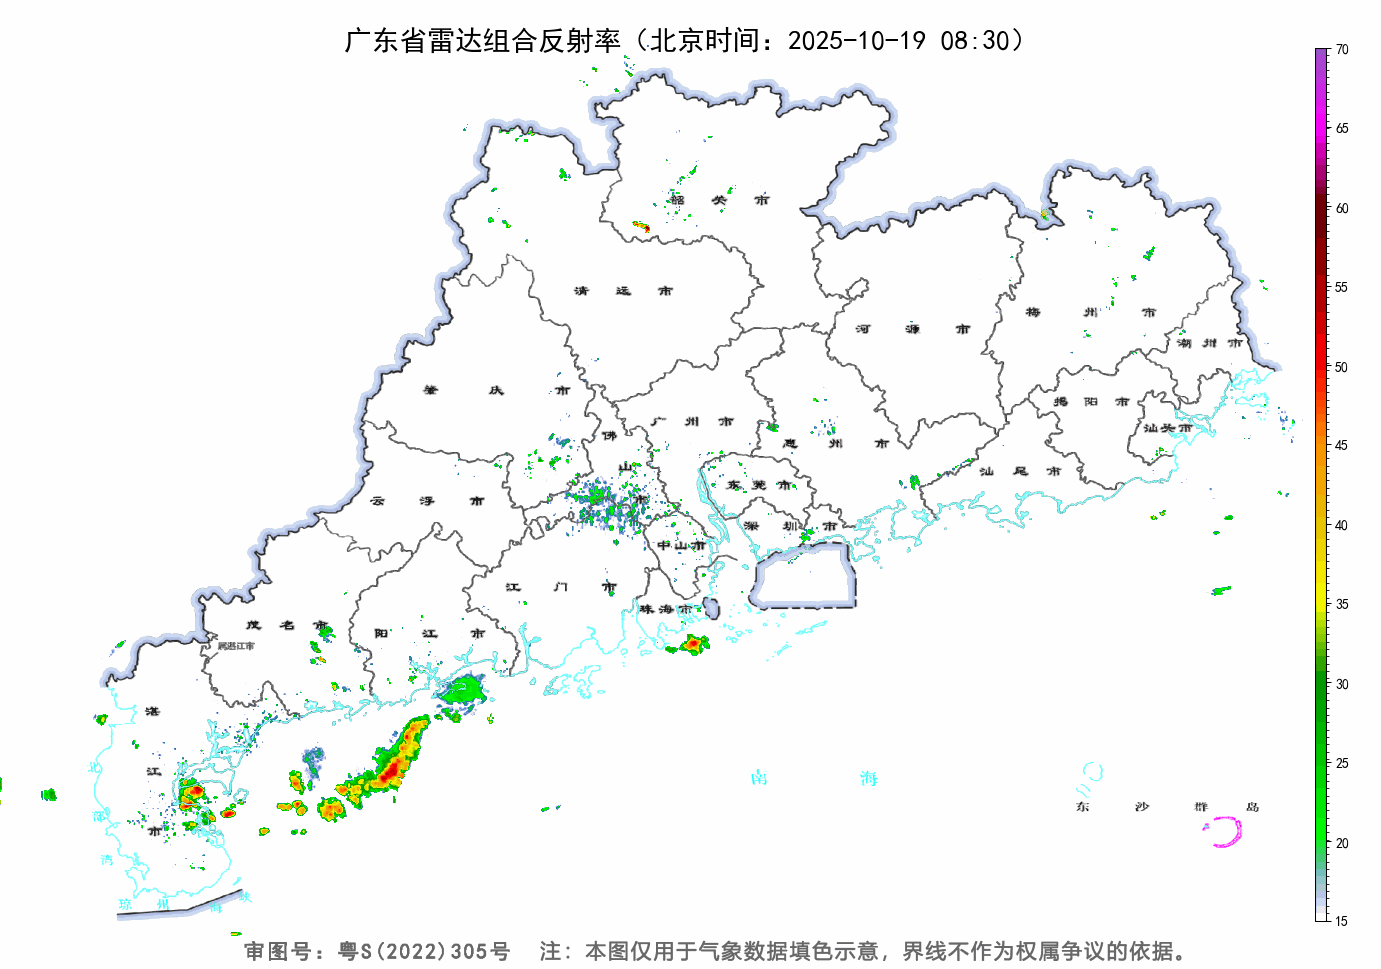 广东省雷达组合反射率（北京时间：2025-10-19 08:30）
70
65
60
55
50
45
40
35
30
25
20
15
韶 关 市
清 远 市
河 源 市
梅 州 市
潮 州 市
肇 庆 市
广 州 市
佛 山 市
惠 州 市
揭 阳 市
汕头市
汕 尾 市
东 莞 市
云 浮 市
深 圳 市
中山市
江 门 市
珠海市
茂 名 市
属湛江市
阳 江 市
湛 江 市
南 海
东 沙 群 岛
北 部 湾
琼 州 海 峡
审图号：粤S(2022)305号 注：本图仅用于气象数据填色示意，界线不作为权属争议的依据。